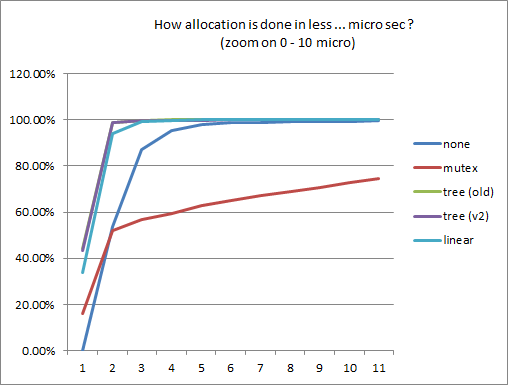 How allocation is done in less ... micro sec ?
(zoom on 0 - 10 micro)
120.00%
100.00%
80.00%
60.00%
40.00%
20.00%
0.00%
1 2 3 4 5 6 7 8 9 10 11
none
mutex
tree (old)
tree (v2)
linear